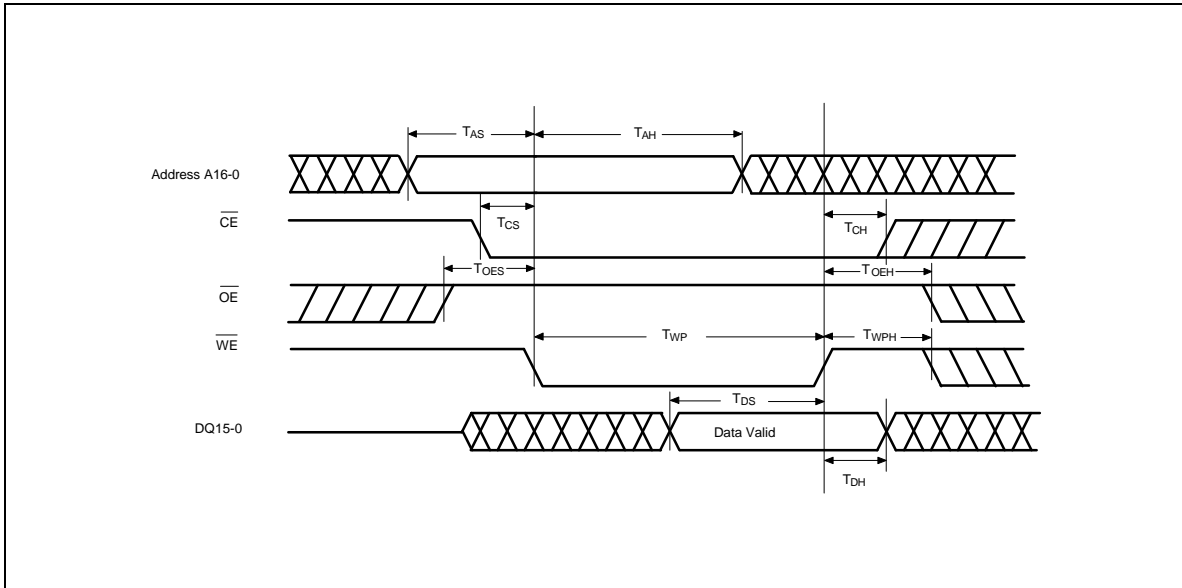 TAS
TAH
Address A16-0
CE
TCS
TCH
TOES
TOEH
OE
TWP
TWPH
WE
TDS
DQ15-0
Data Valid
TDH